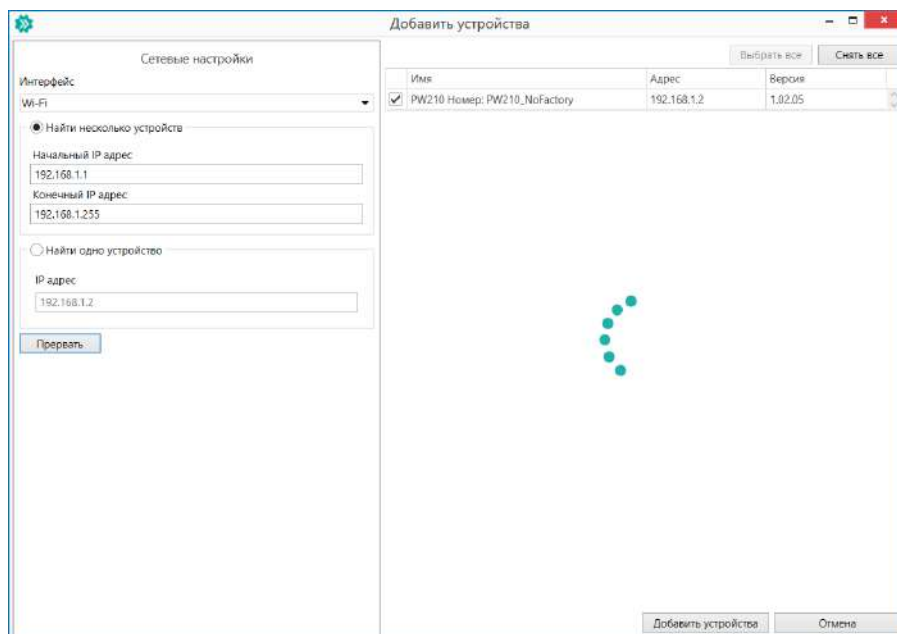 Добавить устройства
Сетевые настройки
Интерфейс
Wi-Fi
Найти несколько устройств
Начальный IP адрес
192.168.1.1
Конечный IP адрес
192.168.1.255
Найти одно устройство
IP адрес
192.168.1.2
Прервать
Выбрать все Снять все
Имя Адрес Версия
PW210 Номер: PW210_NoFactory 192.168.1.2 1.02.05
Добавить устройства Отмена